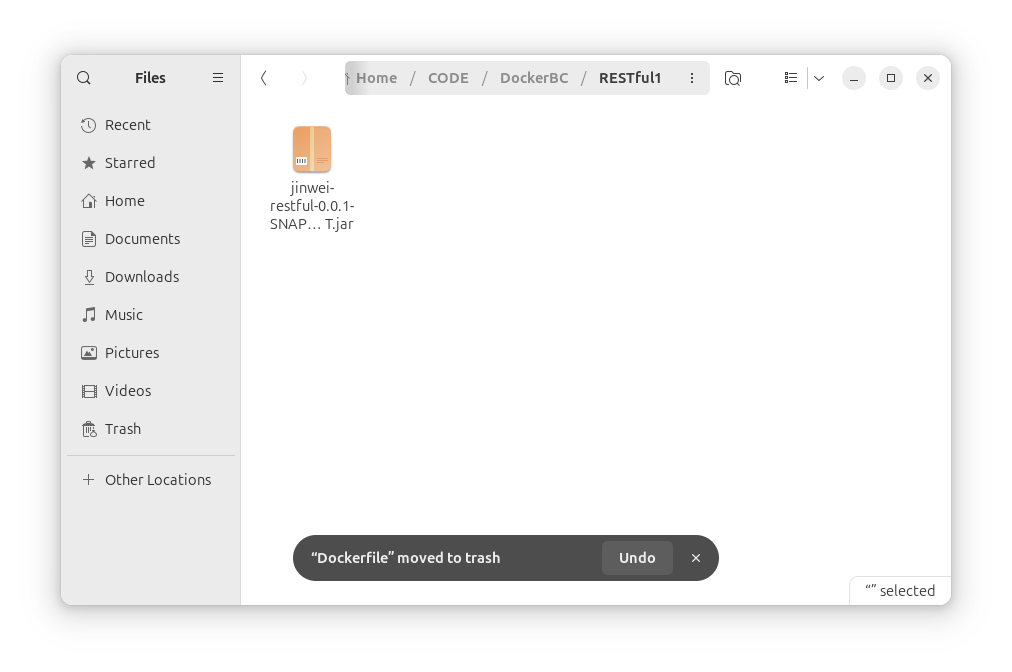 Files
Home / CODE / DockerBC / RESTful1
Recent
Starred
Home
Documents
Downloads
Music
Pictures
Videos
Trash
Other Locations
jinwei-
restful-0.0.1-
SNAP… T.jar
“Dockerfile” moved to trash
Undo
“” selected